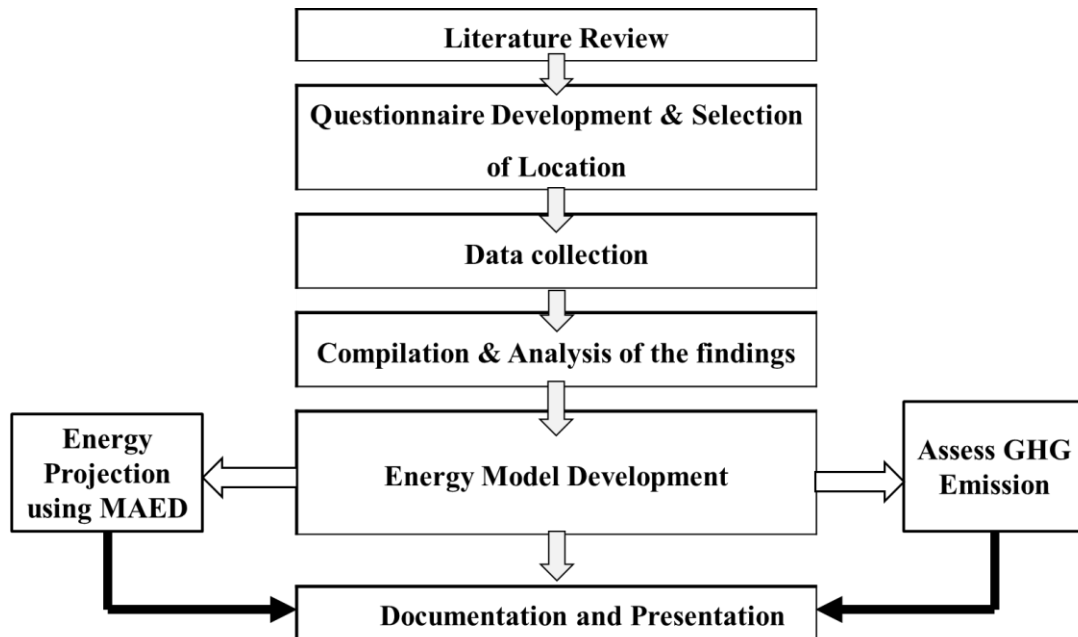 Literature Review
Questionnaire Development & Selection
of Location
Data collection
Compilation & Analysis of the findings
Energy
Projection
using MAED
Energy Model Development
Assess GHG
Emission
Documentation and Presentation